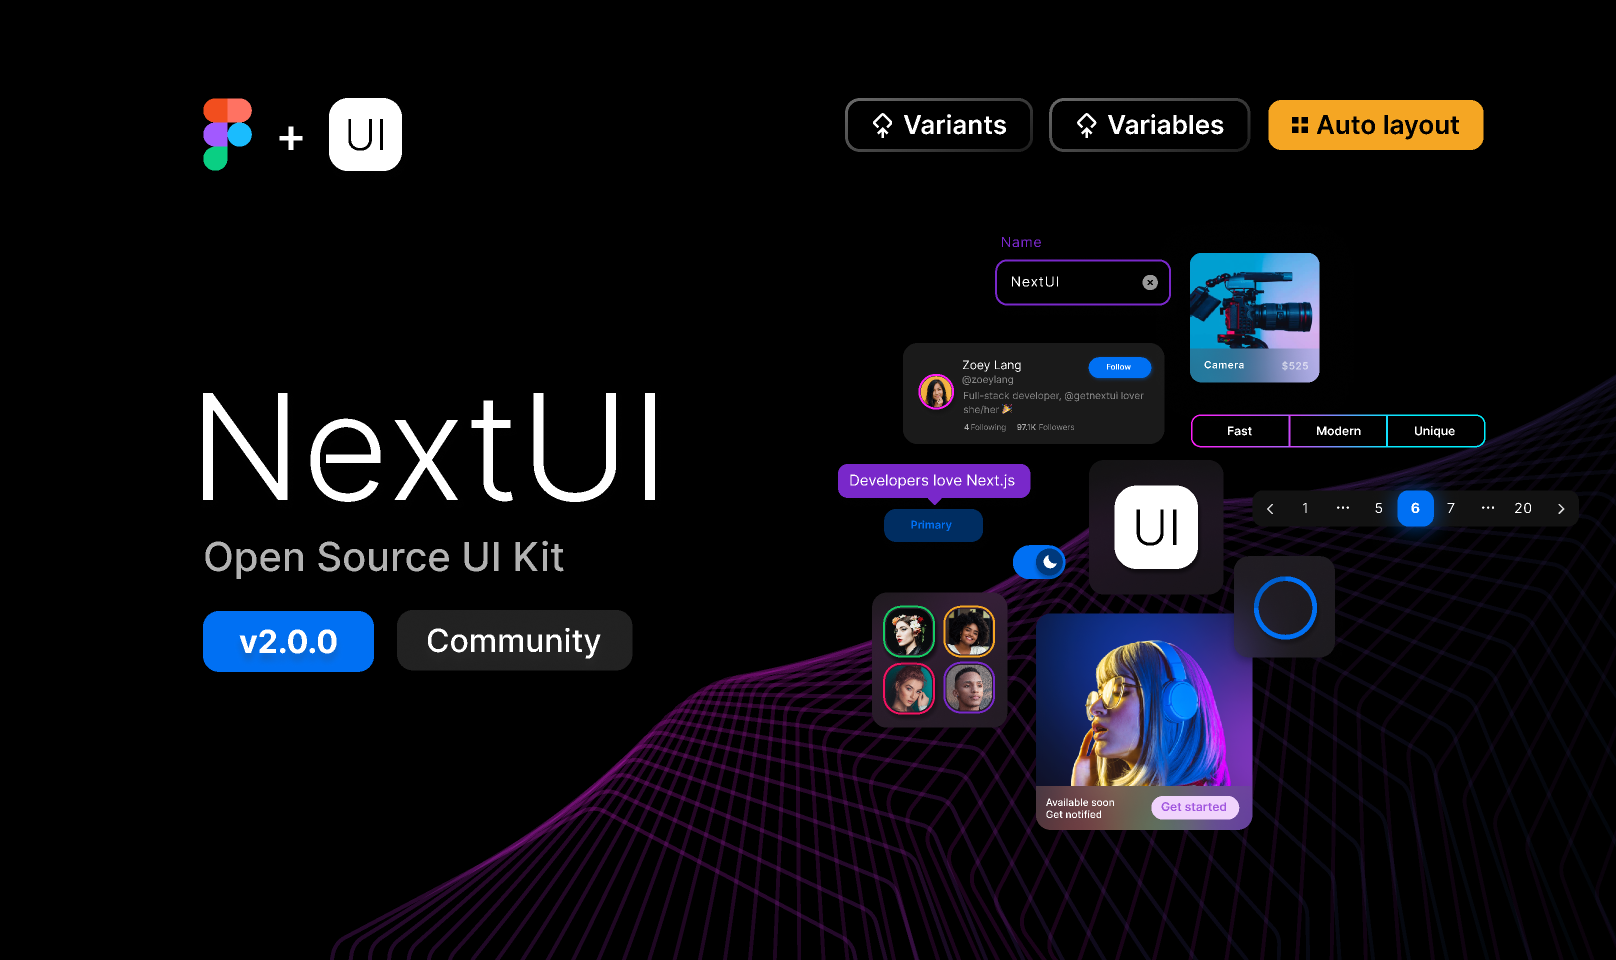 + UI
Variants
Variables
Auto layout
Name
NextUI
Camera
$525
Zoey Lang
Follow
@zoeylang
Full-stack developer, @getnextui lover
she/her 🎉
4 Following 97.1K Followers
NextUI
Open Source UI Kit
v2.0.0
Community
Fast
Modern
Unique
Developers love Next.js
Primary
UI
< 1 ... 5 6 7 ... 20 >
Available soon
Get notified
Get started